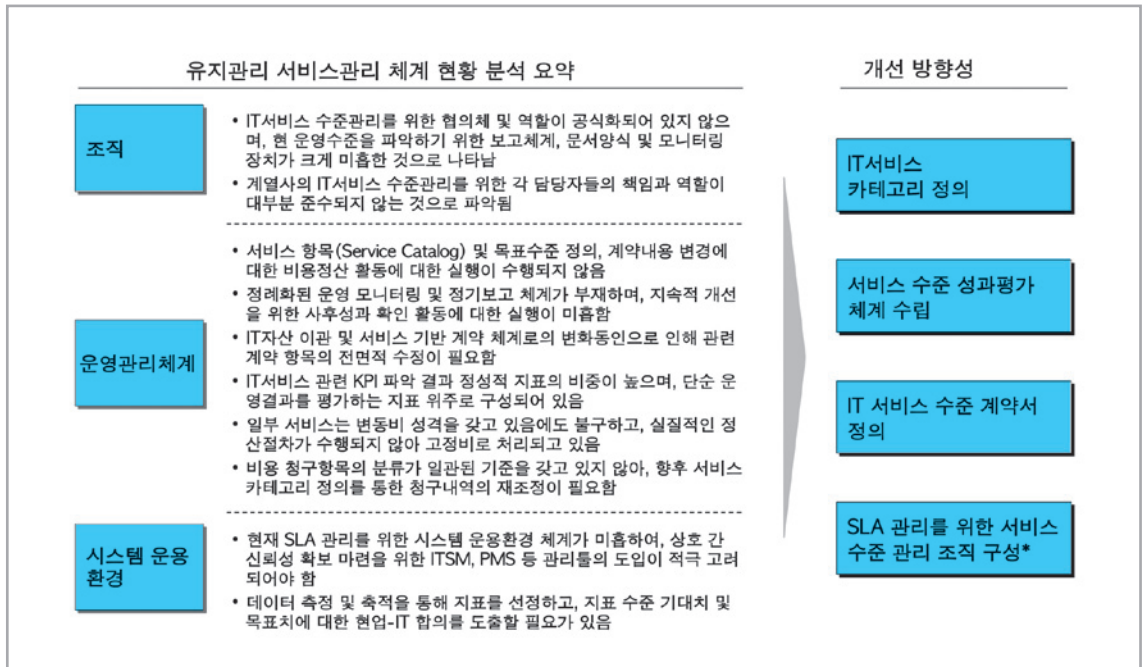 유지관리 서비스관리 체계 현황 분석 요약
개선 방향성
조직
• IT서비스 수준관리를 위한 협의체 및 역할이 공식화되어 있지 않으
며, 현 운영수준을 파악하기 위한 보고체계, 문서양식 및 모니터링
장치가 크게 미흡한 것으로 나타남
• 계열사의 IT서비스 수준관리를 위한 각 담당자들의 책임과 역할이
대부분 준수되지 않는 것으로 파악됨
운영관리체계
• 서비스 항목(Service Catalog) 및 목표수준 정의, 계약내용 변경에
대한 비용정산 활동에 대한 실행이 수행되지 않음
• 정례화된 운영 모니터링 및 정기보고 체계가 부재하며, 지속적 개선
을 위한 사후성과 확인 활동에 대한 실행이 미흡함
• IT자산 이관 및 서비스 기반 계약 체계로의 변화동인으로 인해 관련
계약 항목의 전면적 수정이 필요함
• IT서비스 관련 KPI 파악 결과 정성적 지표의 비중이 높으며, 단순 운
영결과를 평가하는 지표 위주로 구성되어 있음
• 일부 서비스는 변동비 성격을 갖고 있음에도 불구하고, 실질적인 정
산절차가 수행되지 않아 고정비로 처리되고 있음
• 비용 청구항목의 분류가 일관된 기준을 갖고 있지 않아, 향후 서비스
카테고리 정의를 통한 청구내역의 재조정이 필요함
시스템 운용
환경
• 현재 SLA 관리를 위한 시스템 운용환경 체계가 미흡하여, 상호 간
신뢰성 확보 마련을 위한 ITSM, PMS 등 관리툴의 도입이 적극 고려
되어야 함
• 데이터 측정 및 축적을 통해 지표를 선정하고, 지표 수준 기대치 및
목표치에 대한 현업-IT 합의를 도출할 필요가 있음
IT서비스
카테고리 정의
서비스 수준 성과평가
체계 수립
IT 서비스 수준 계약서
정의
SLA 관리를 위한 서비스
수준 관리 조직 구성*